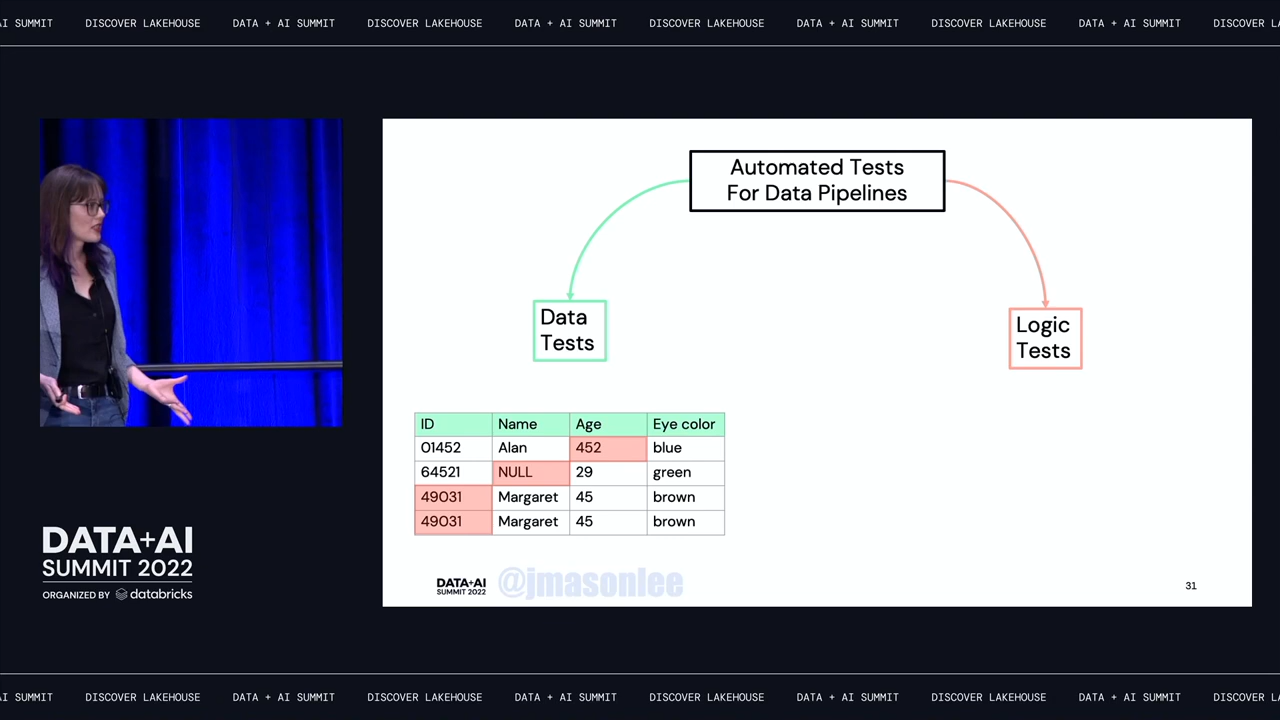 AI SUMMIT DISCOVER LAKEHOUSE DATA + AI SUMMIT DISCOVER LAKEHOUSE DATA + AI SUMMIT DISCOVER LAKEHOUSE DATA + AI SUMMIT DISCOVER LAKEHOUSE DATA + AI SUMMIT DISCOVER L
Automated Tests
For Data Pipelines
Data
Tests
Logic
Tests
ID Name Age Eye color
01452 Alan 452 blue
64521 NULL 29 green
49031 Margaret 45 brown
49031 Margaret 45 brown
DATA+AI
SUMMIT 2022
ORGANIZED BY databricks
DATA+AI
SUMMIT 2022
@jmasonlee
31
AI SUMMIT DISCOVER LAKEHOUSE DATA + AI SUMMIT DISCOVER LAKEHOUSE DATA + AI SUMMIT DISCOVER LAKEHOUSE DATA + AI SUMMIT DISCOVER LAKEHOUSE DATA + AI SUMMIT DISCOVER L